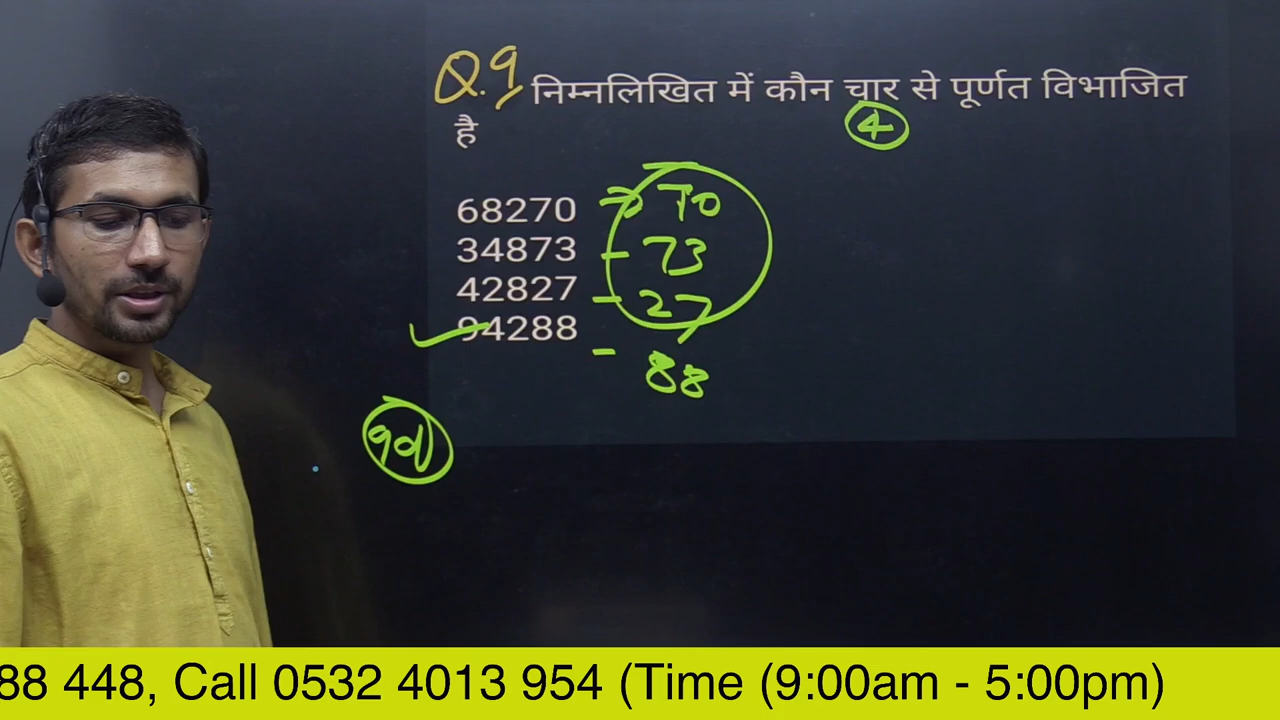 Q.9 निम्नलिखित में कौन चार से पूर्णत विभाजित
है
4
68270 → 70
34873 - 73
42827 - 27
94288 - 88
88 448, Call 0532 4013 954 (Time (9:00am - 5:00pm)